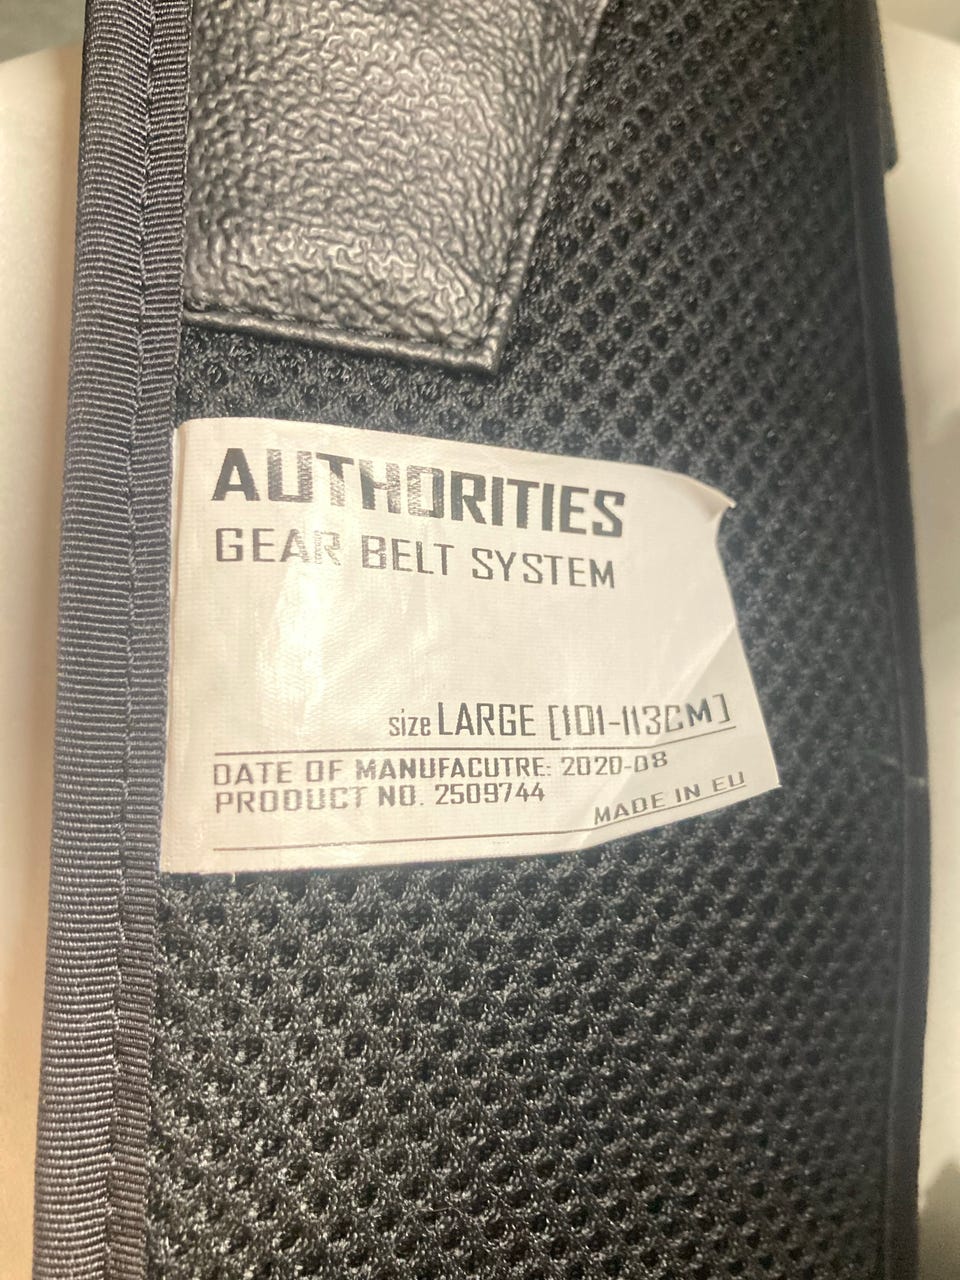 AUTHORITIES
GEAR BELT SYSTEM
size LARGE [101-113CM]
DATE OF MANUFACUTRE: 2020-08
PRODUCT NO. 2509744
MADE IN EU